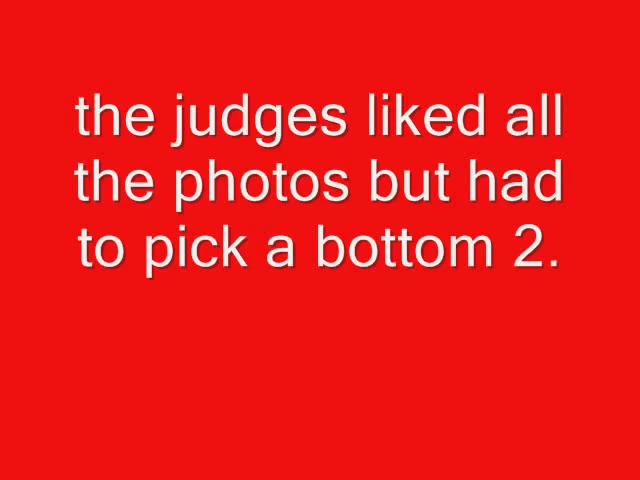 the judges liked all
the photos but had
to pick a bottom 2.